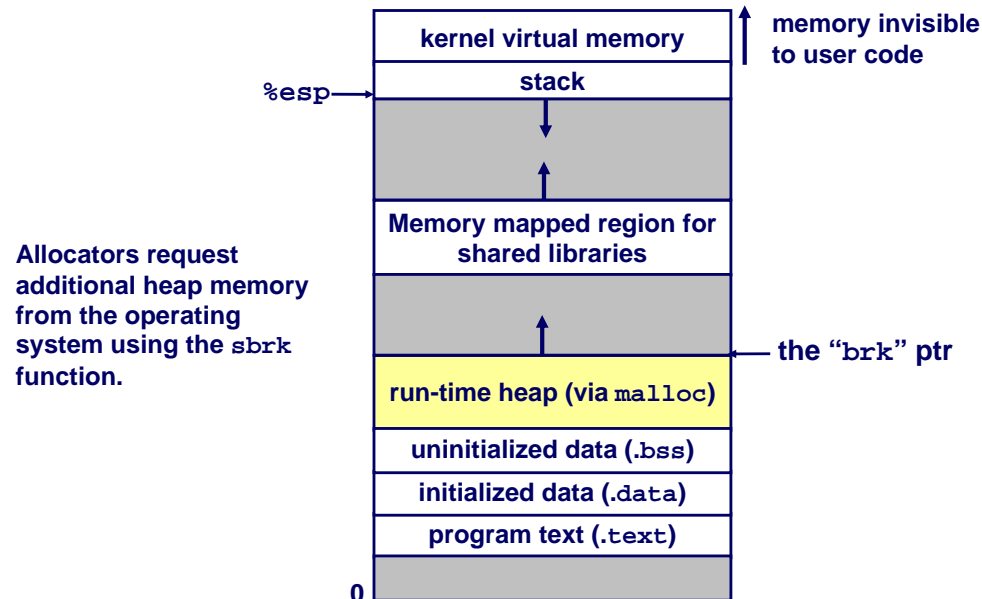 kernel virtual memory
memory invisible
to user code
stack
%esp
Memory mapped region for
shared libraries
Allocators request
additional heap memory
from the operating
system using the sbrk
function.
the “brk” ptr
run-time heap (via malloc)
uninitialized data (.bss)
initialized data (.data)
program text (.text)
0